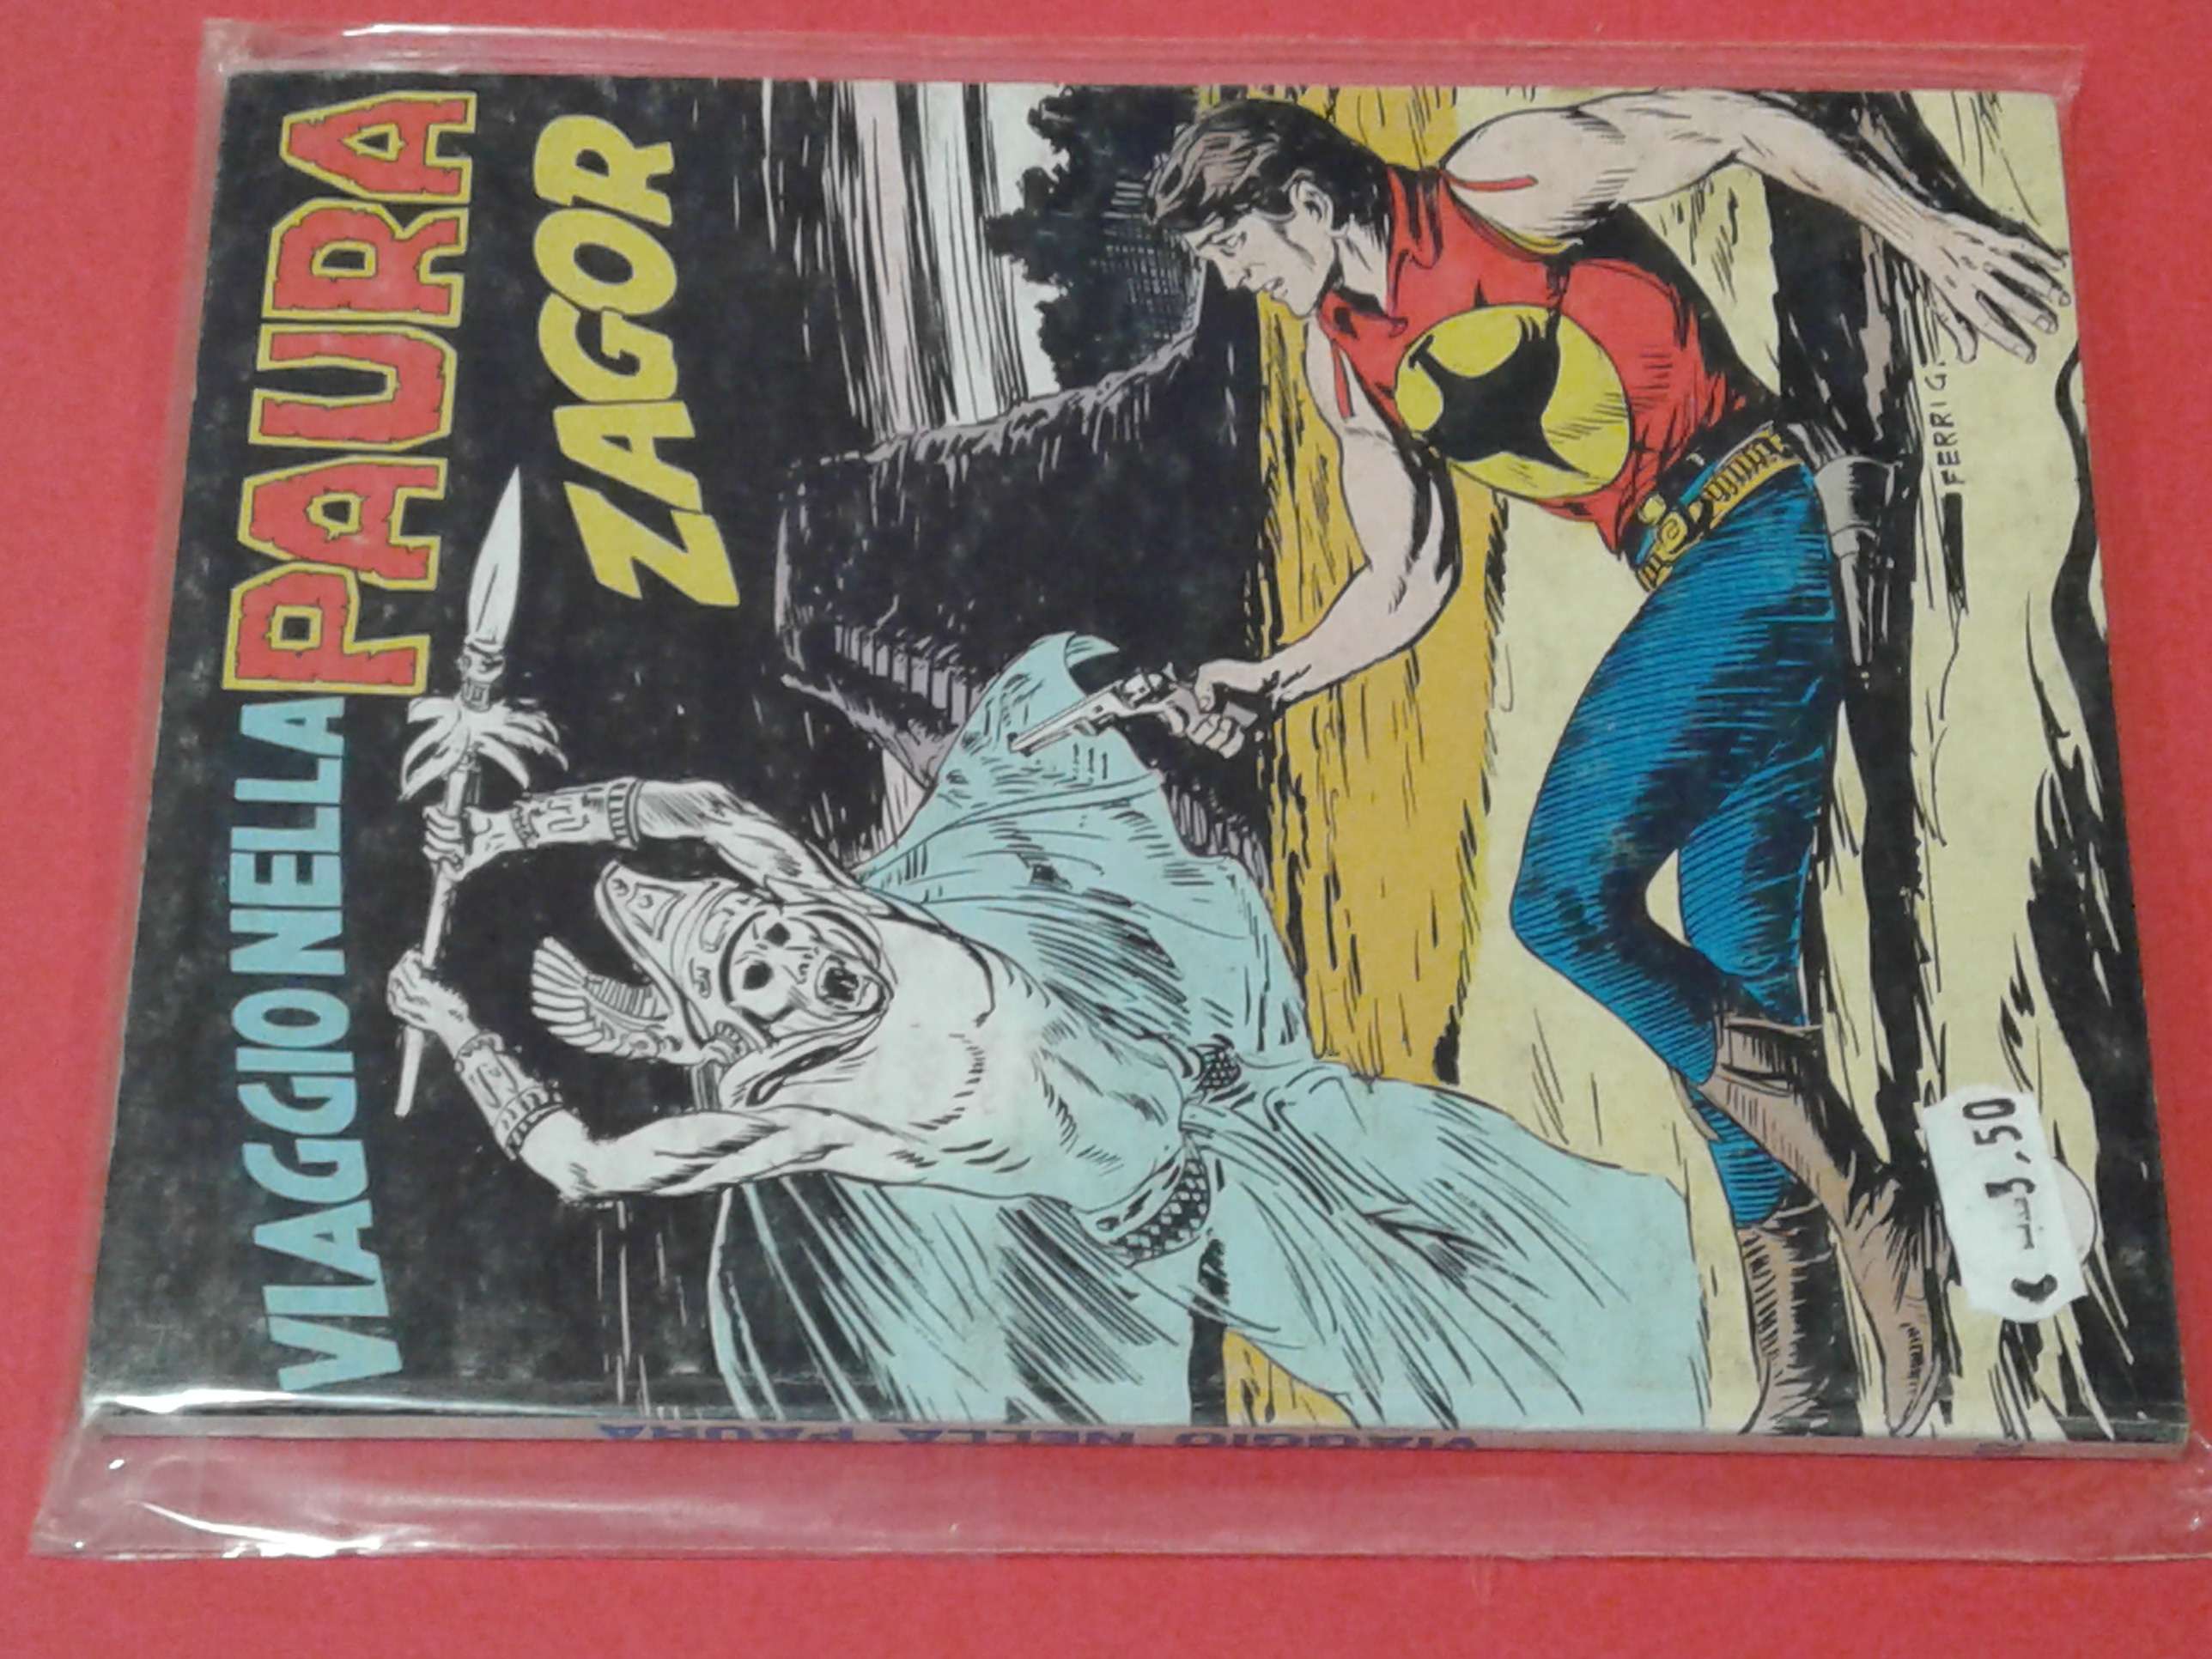 VIAGGIO NELLA PAURA
ZAGOR
FERRI G.
€ 3,50
VIAGGIO NELLA PAURA